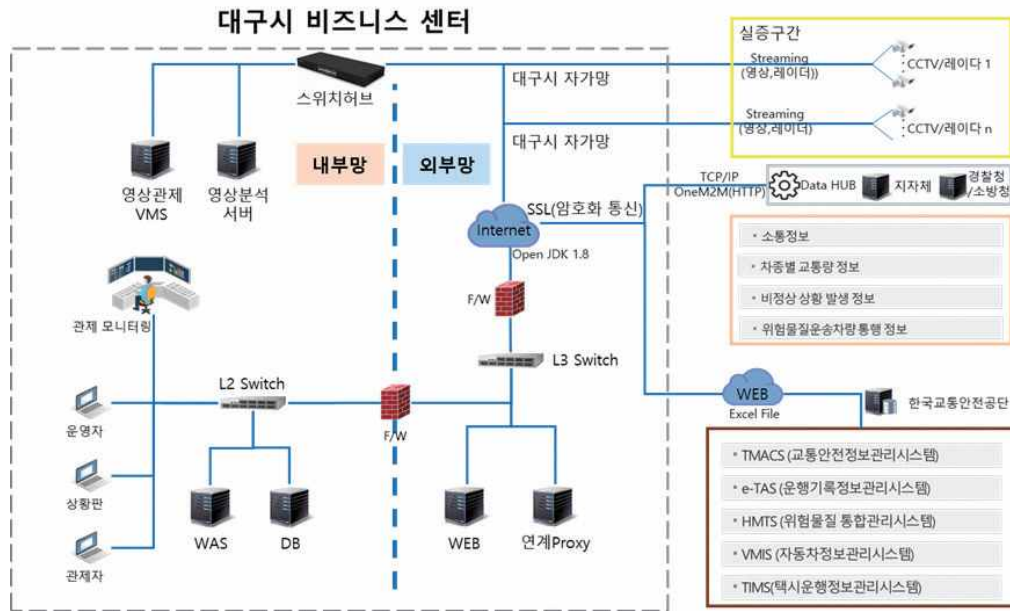 대구시 비즈니스 센터
스위치허브
영상관제
VMS
영상분석
서버
내부망
외부망
대구시 자가망
대구시 자가망
실증구간
Streaming
(영상,레이더))
CCTV/레이다 1
Streaming
(영상,레이더)
CCTV/레이다 n
TCP/IP
OneM2M(HTTP)
Data HUB
지자체
경찰청
/소방청
SSL(암호화 통신)
Internet
Open JDK 1.8
소통정보
차종별 교통량 정보
비정상 상황 발생 정보
위험물질운송차량 통행 정보
관제 모니터링
F/W
L3 Switch
L2 Switch
F/W
운영자
상황판
관제자
WAS
DB
WEB
연계Proxy
WEB
Excel File
한국교통안전공단
TMACS (교통안전정보관리시스템)
e-TAS (운행기록정보관리시스템)
HMTS (위험물질 통합관리시스템)
VMIS (자동차정보관리시스템)
TIMS(택시운행정보관리시스템)